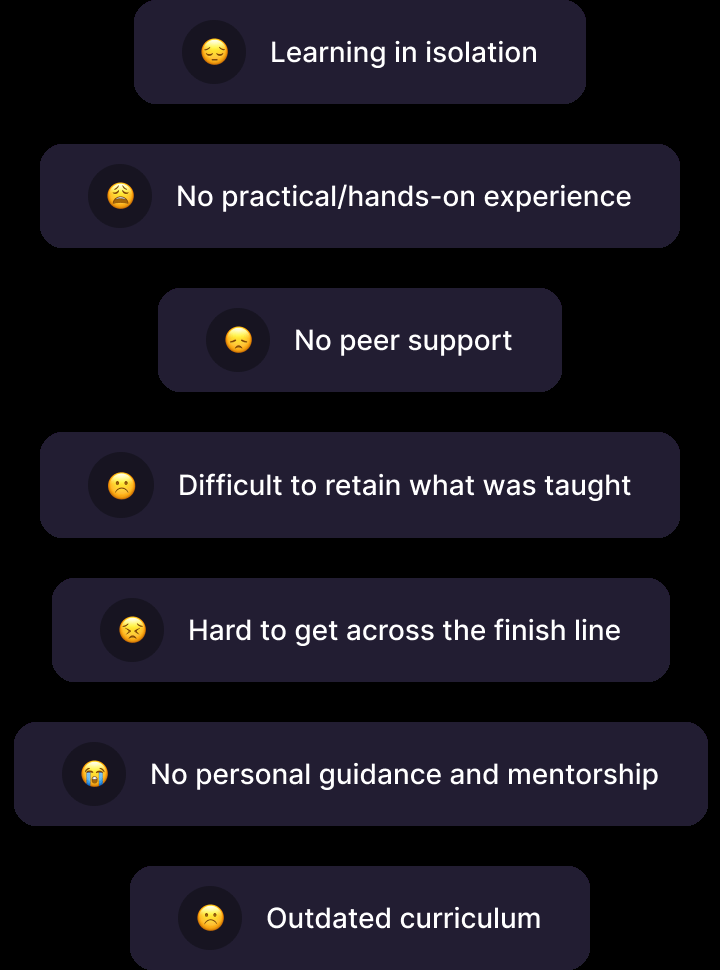 Learning in isolation
No practical/hands-on experience
No peer support
Difficult to retain what was taught
Hard to get across the finish line
No personal guidance and mentorship
Outdated curriculum